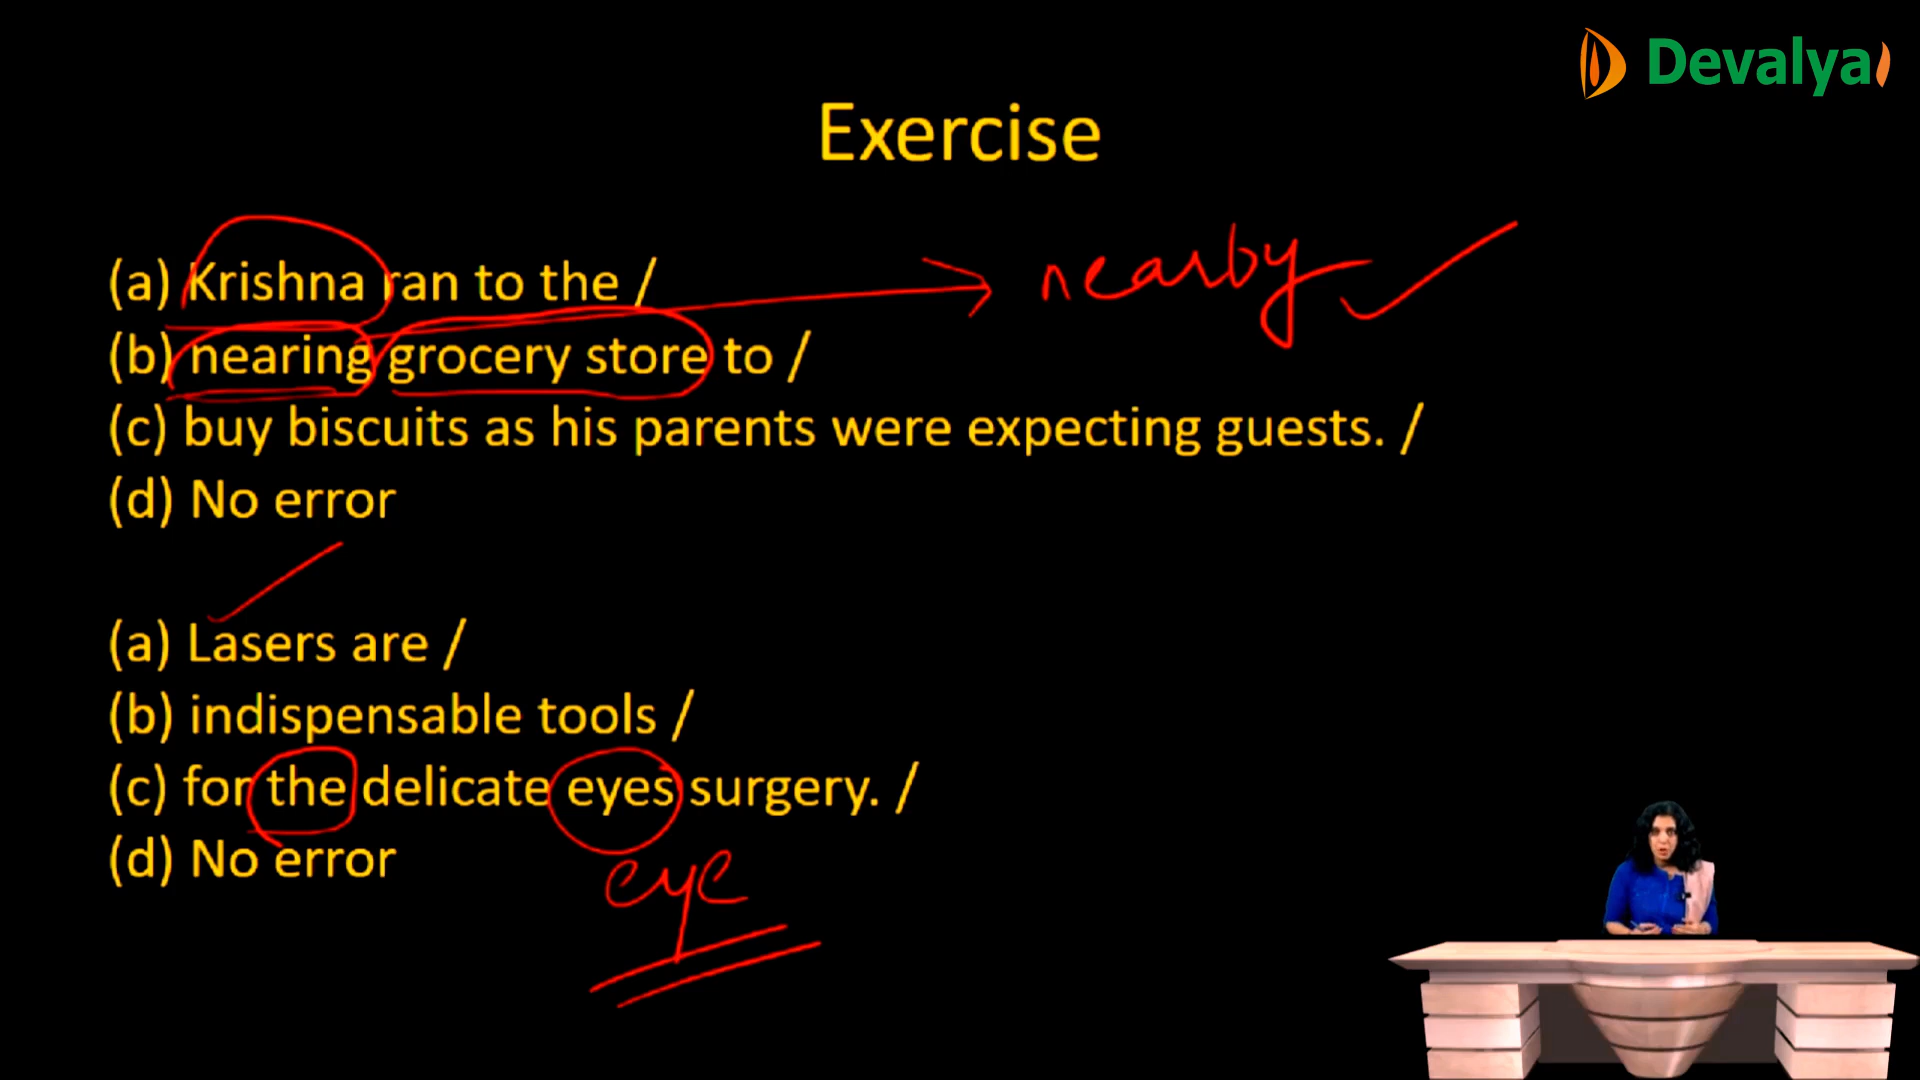 Devalya
Exercise
(a) Krishna ran to the /
nearby
(b) nearing grocery store to /
(c) buy biscuits as his parents were expecting guests. /
(d) No error
(a) Lasers are /
(b) indispensable tools /
(c) for the delicate eyes surgery. /
(d) No error
eye